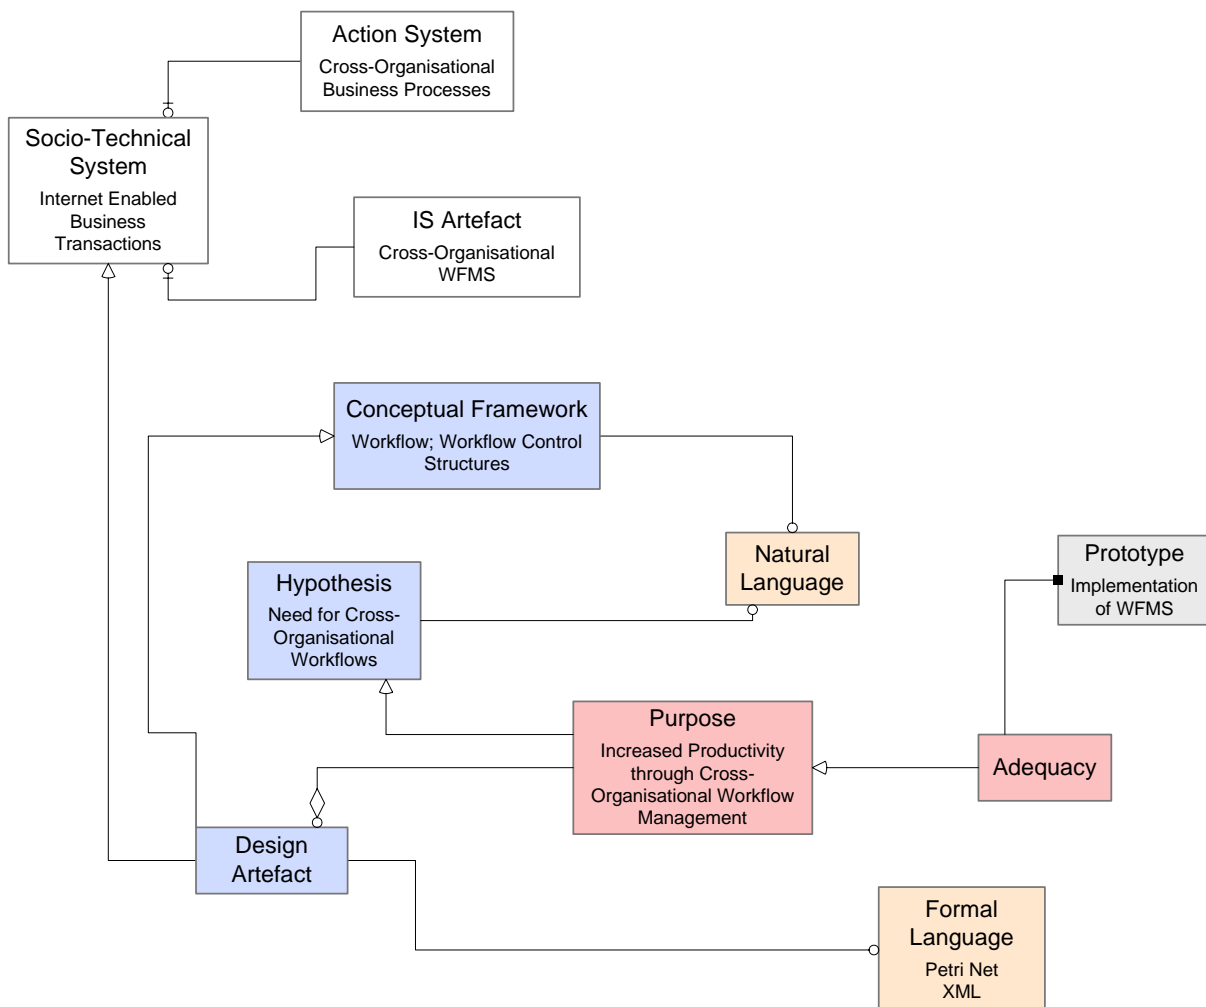 Action System
Cross-Organisational
Business Processes
Socio-Technical
System
Internet Enabled
Business
Transactions
IS Artefact
Cross-Organisational
WFMS
Conceptual Framework
Workflow; Workflow Control
Structures
Natural
Language
Prototype
Implementation
of WFMS
Hypothesis
Need for Cross-
Organisational
Workflows
Purpose
Increased Productivity
through Cross-
Organisational Workflow
Management
Adequacy
Design
Artefact
Formal
Language
Petri Net
XML